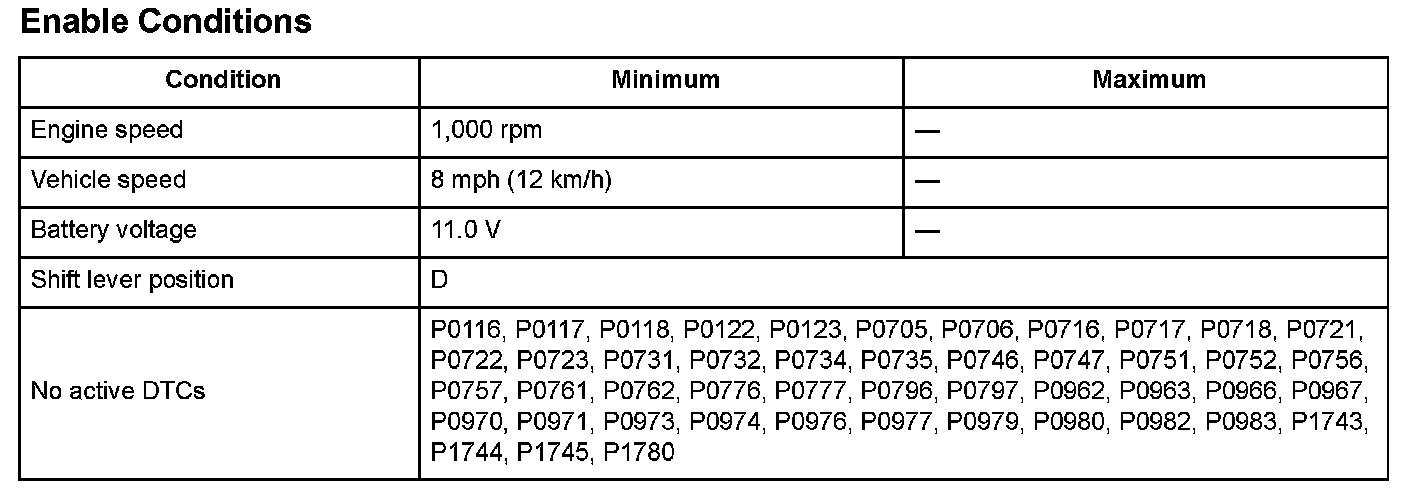 Enable Conditions
Condition Minimum Maximum
Engine speed 1,000 rpm —
Vehicle speed 8 mph (12 km/h) —
Battery voltage 11.0 V —
Shift lever position D
No active DTCs
P0116, P0117, P0118, P0122, P0123, P0705, P0706, P0716, P0717, P0718, P0721,
P0722, P0723, P0731, P0732, P0734, P0735, P0746, P0747, P0751, P0752, P0756,
P0757, P0761, P0762, P0776, P0777, P0796, P0797, P0962, P0963, P0966, P0967,
P0970, P0971, P0973, P0974, P0976, P0977, P0979, P0980, P0982, P0983, P1743,
P1744, P1745, P1780